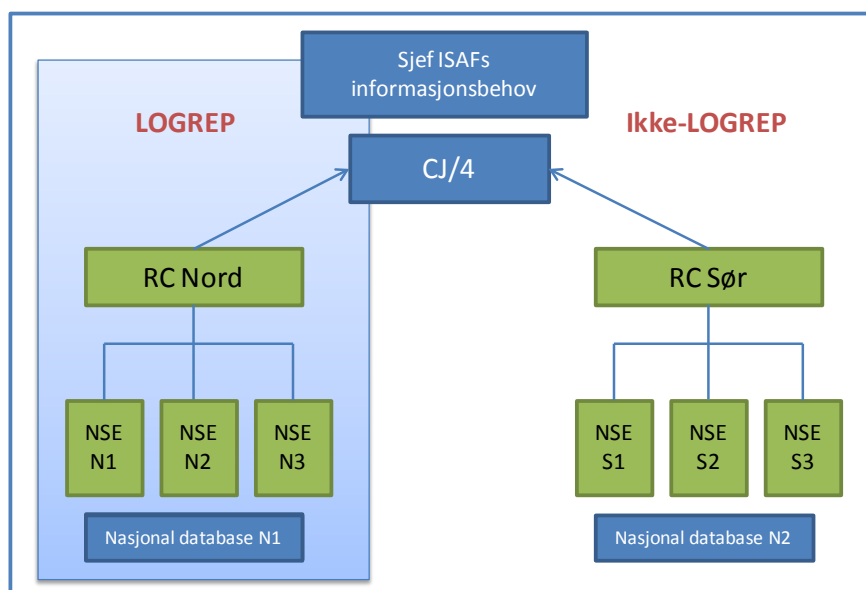 Sjef ISAFs
informasjonsbehov
LOGREP
Ikke-LOGREP
CJ/4
RC Nord
RC Sør
NSE
N1
NSE
N2
NSE
N3
NSE
S1
NSE
S2
NSE
S3
Nasjonal database N1
Nasjonal database N2